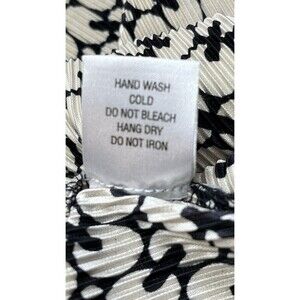 HAND WASH
COLD
DO NOT BLEACH
HANG DRY
DO NOT IRON